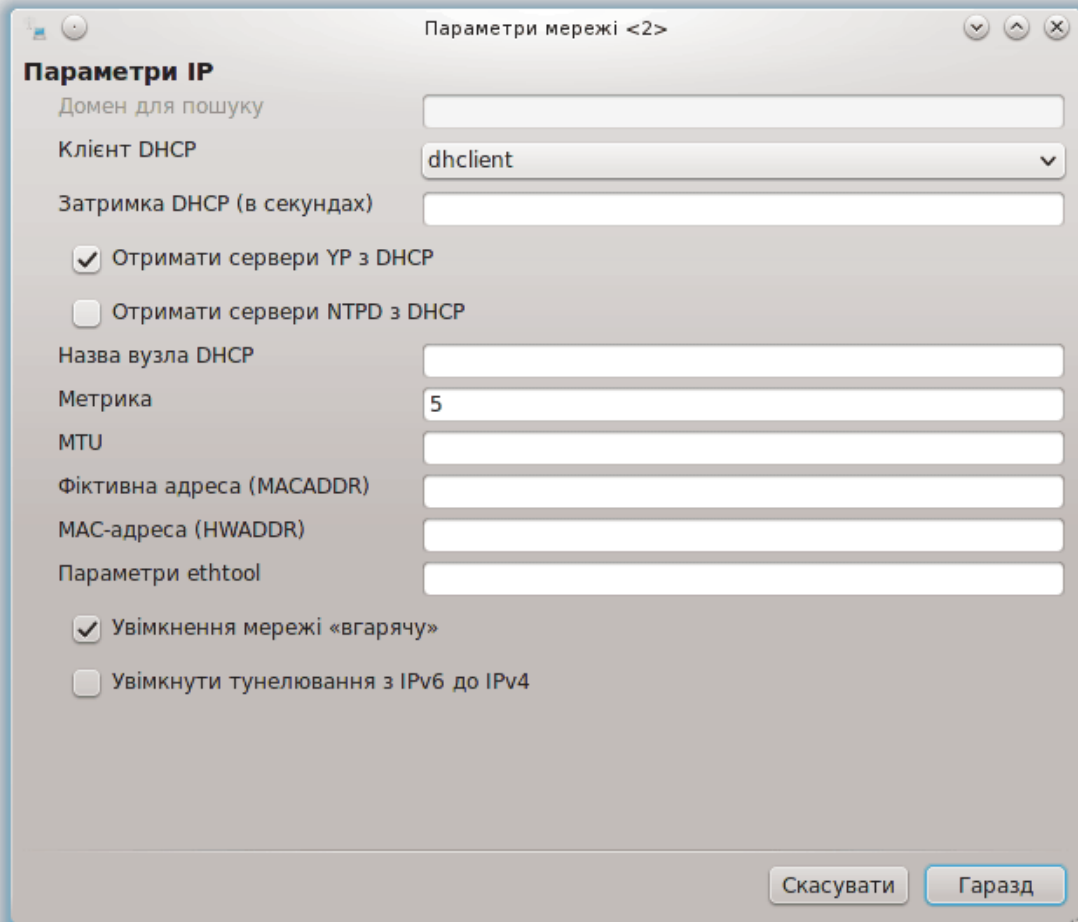 Параметри мережі <2>
Параметри IP
Домен для пошуку
Клієнт DHCP
dhclient
Затримка DHCP (в секундах)
Отримати сервери YP з DHCP
Отримати сервери NTPD з DHCP
Назва вузла DHCP
Метрика
5
MTU
Фіктивна адреса (MACADDR)
MAC-адреса (HWADDR)
Параметри ethtool
Увімкнення мережі «вгарячу»
Увімкнути тунелювання з IPv6 до IPv4
Скасувати
Гаразд